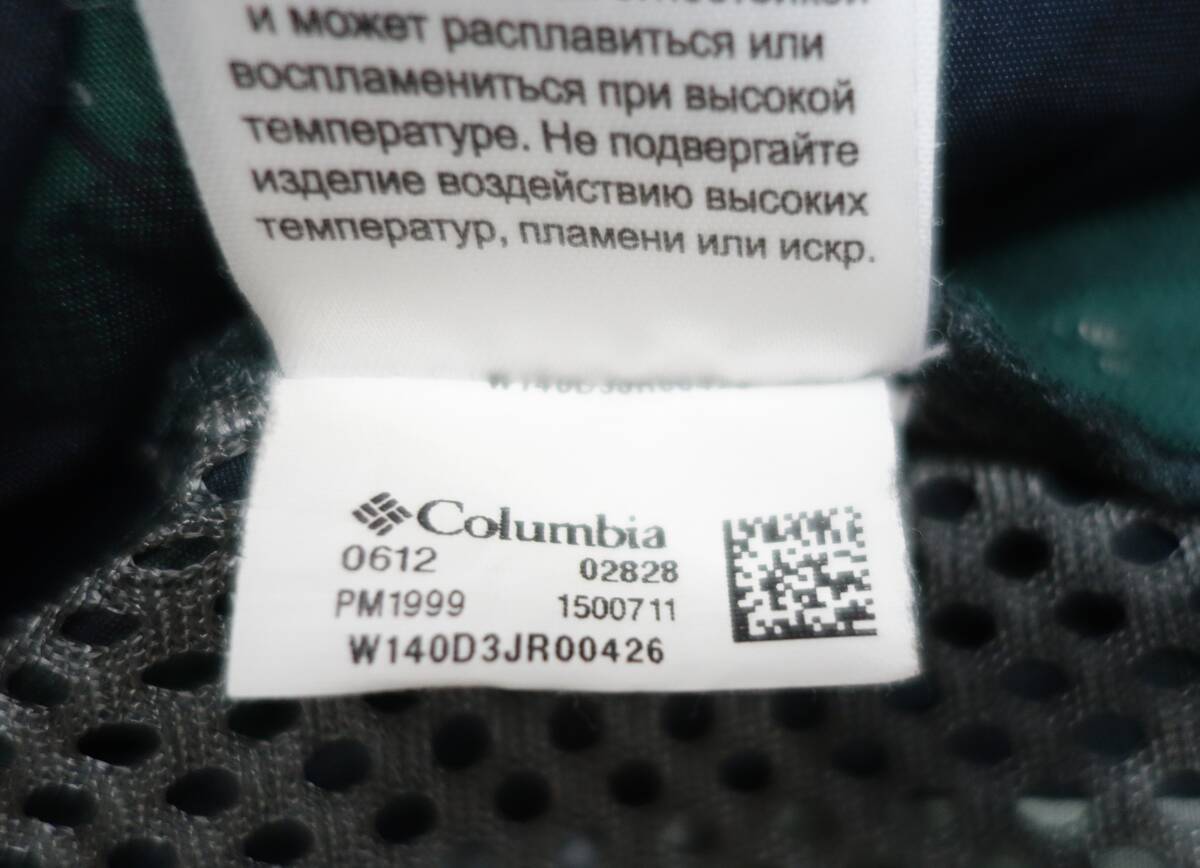 и может расплавиться или
воспламениться при высокой
температуре. Не подвергайте
изделие воздействию высоких
температур, пламени или искр.
Columbia
0612 02828
PM1999 1500711
W140D3JR00426